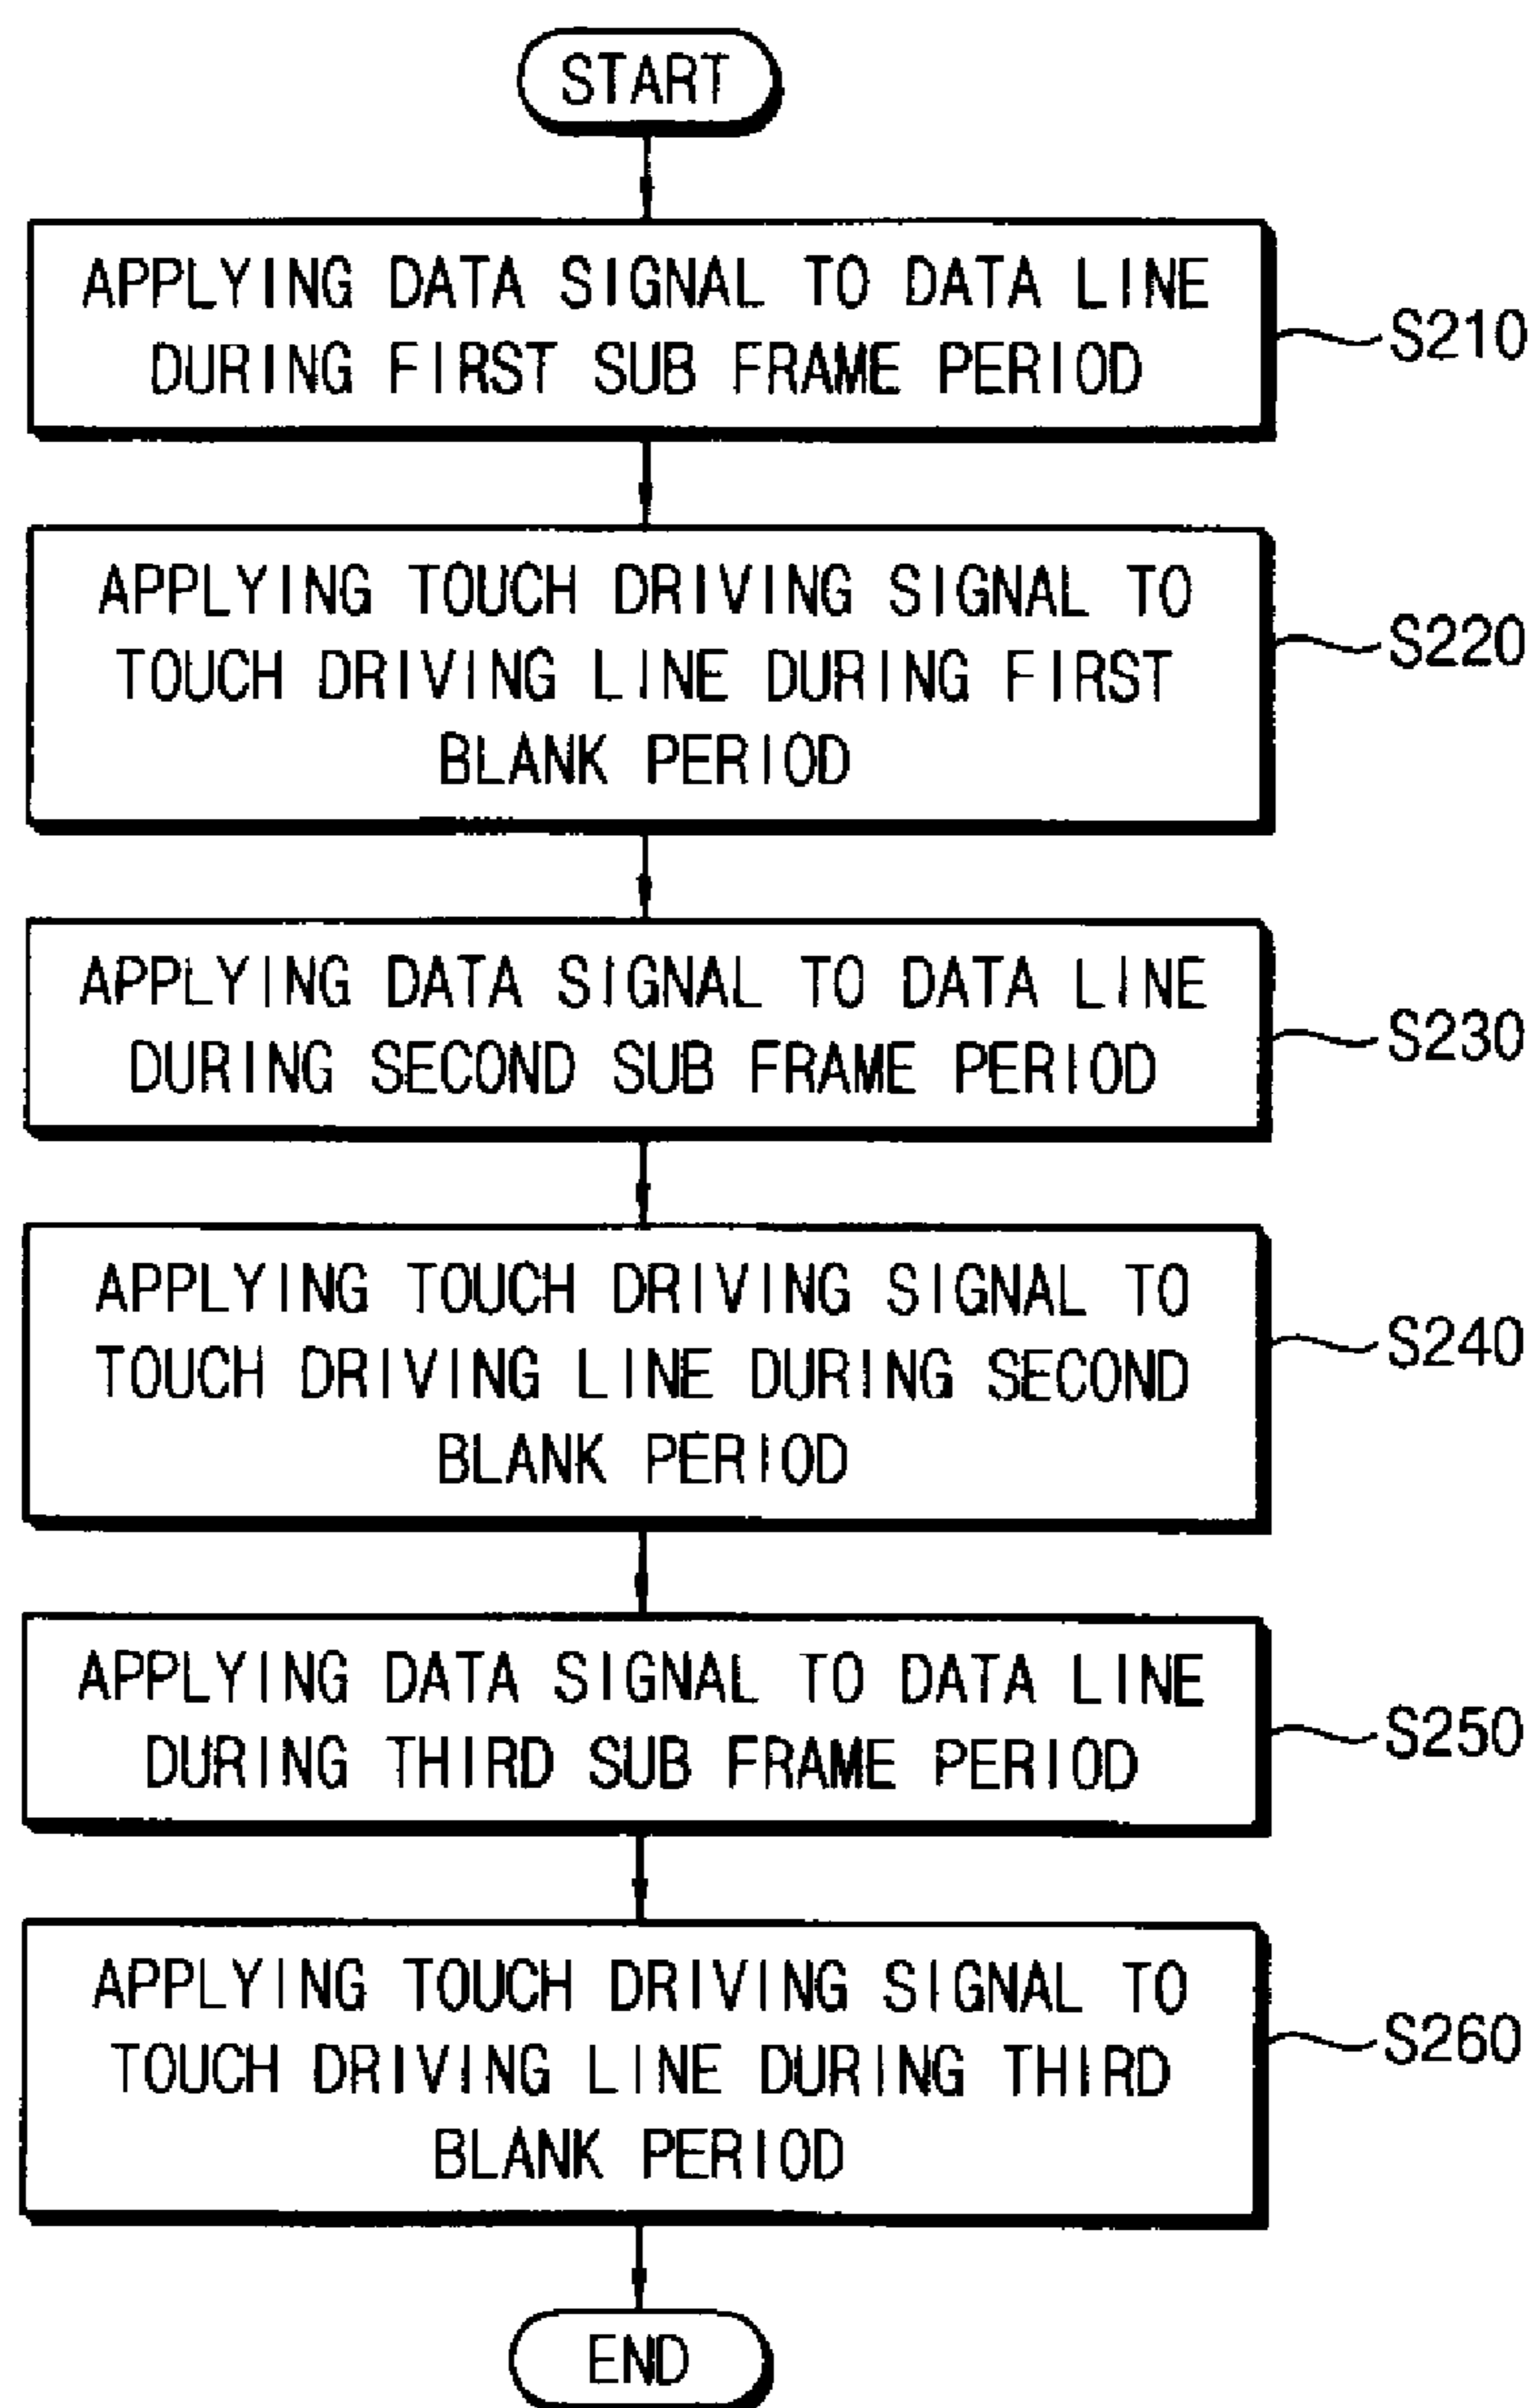 START
APPLYING DATA SIGNAL TO DATA LINE
DURING FIRST SUB FRAME PERIOD
S210
APPLYING TOUCH DRIVING SIGNAL TO
TOUCH DRIVING LINE DURING FIRST
BLANK PERIOD
S220
APPLYING DATA SIGNAL TO DATA LINE
DURING SECOND SUB FRAME PERIOD
S230
APPLYING TOUCH DRIVING SIGNAL TO
TOUCH DRIVING LINE DURING SECOND
BLANK PERIOD
S240
APPLYING DATA SIGNAL TO DATA LINE
DURING THIRD SUB FRAME PERIOD
S250
APPLYING TOUCH DRIVING SIGNAL TO
TOUCH DRIVING LINE DURING THIRD
BLANK PERIOD
S260
END